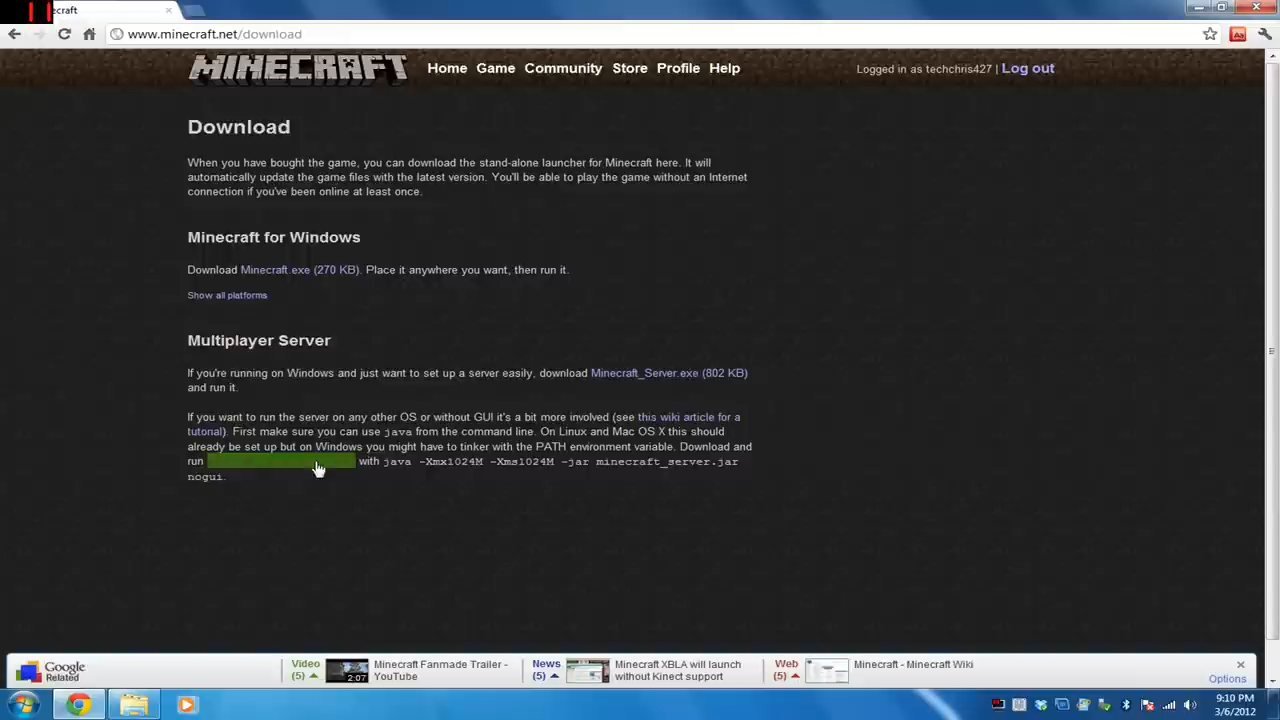 ecraft
www.minecraft.net/download
MINECRAFT
Home Game Community Store Profile Help
Logged in as techchris427 | Log out
Download
When you have bought the game, you can download the stand-alone launcher for Minecraft here. It will
automatically update the game files with the latest version. You'll be able to play the game without an Internet
connection if you've been online at least once.
Minecraft for Windows
Download Minecraft.exe (270 KB). Place it anywhere you want, then run it.
Show all platforms
Multiplayer Server
If you're running on Windows and just want to set up a server easily, download Minecraft_Server.exe (802 KB)
and run it.
If you want to run the server on any other OS or without GUI it's a bit more involved (see this wiki article for a
tutorial). First make sure you can use java from the command line. On Linux and Mac OS X this should
already be set up but on Windows you might have to tinker with the PATH environment variable. Download and
run with java -Xmx1024M -Xms1024M -jar minecraft_server.jar
nogui.
Google
Related
Video
(5)
2:07
Minecraft Fanmade Trailer -
YouTube
News
(5)
Minecraft XBLA will launch
without Kinect support
Web
(5)
Minecraft - Minecraft Wiki
Options
9:10 PM
3/6/2012